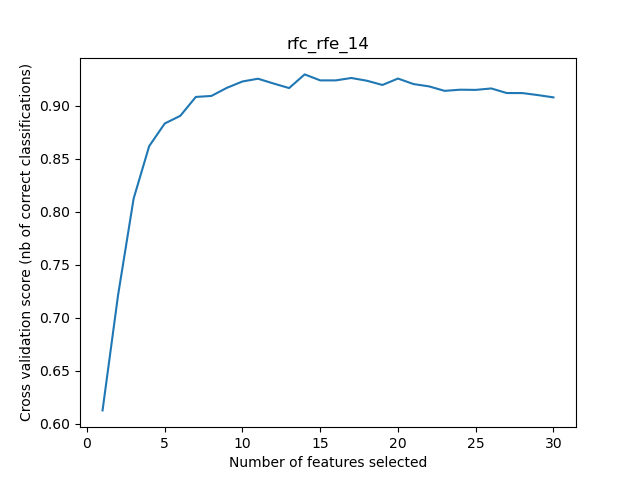 rfc_rfe_14
Cross validation score (nb of correct classifications)
0.90
0.85
0.80
0.75
0.70
0.65
0.60
0 5 10 15 20 25 30
Number of features selected